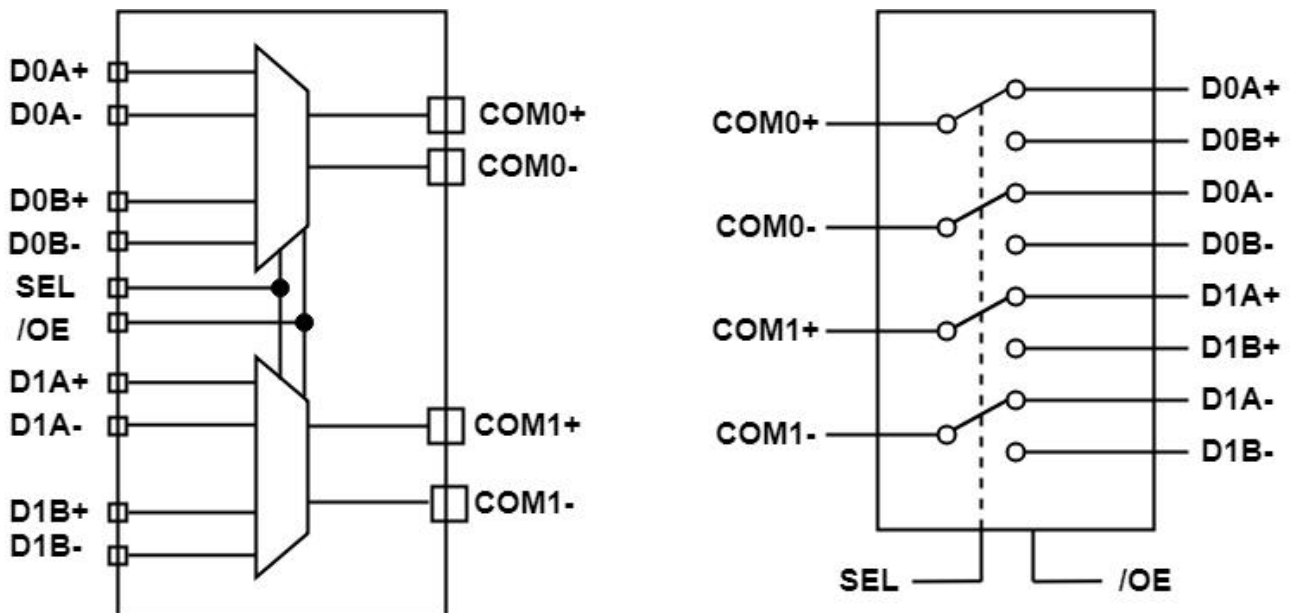 D0A+
D0A-
D0B+
D0B-
SEL
/OE
D1A+
D1A-
D1B+
D1B-
COM0+
COM0-
COM1+
COM1-
COM0+
COM0-
COM1+
COM1-
D0A+
D0B+
D0A-
D0B-
D1A+
D1B+
D1A-
D1B-
SEL
/OE